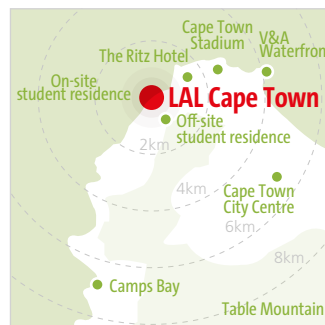 Cape Town
Stadium
V&A
Waterfron
The Ritz Hotel
On-site
student residence
LAL Cape Town
Off-site
student residence
2km
4km
Cape Town
City Centre
6km
8km
Camps Bay
Table Mountain